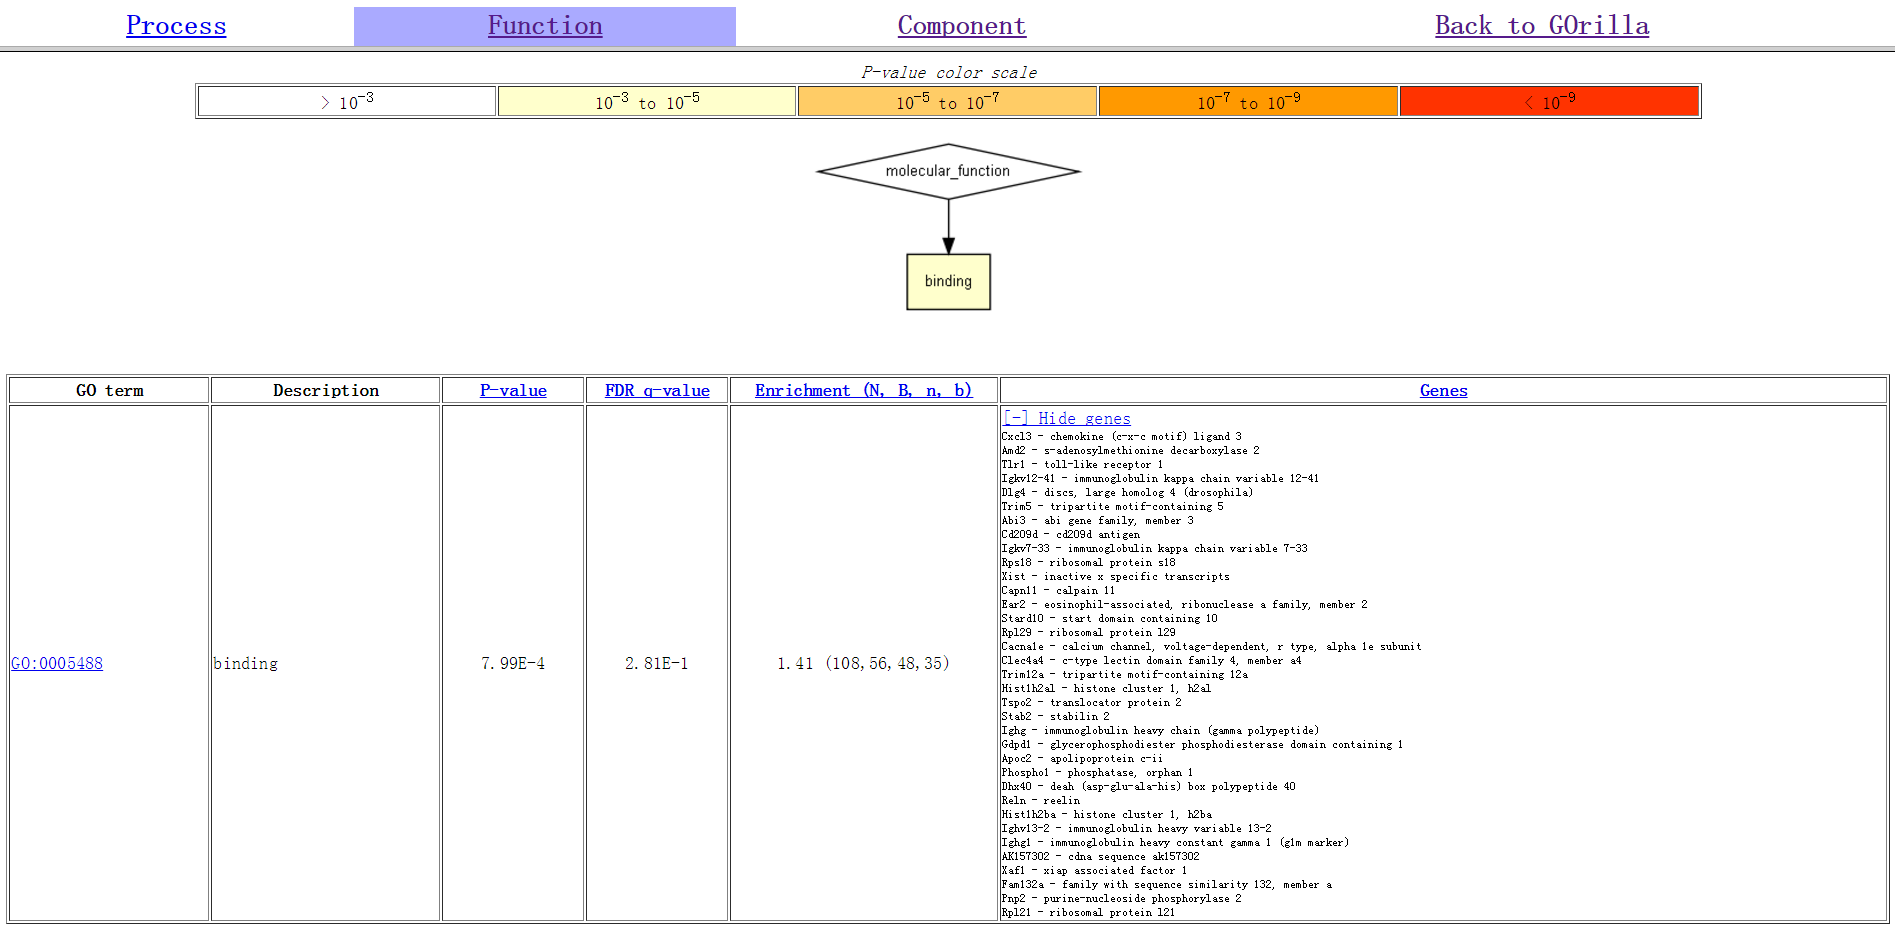 Process Function Component Back to GOrilla
P-value color scale
> 10-3 10-3 to 10-5 10-5 to 10-7 10-7 to 10-9 < 10-9
molecular_function
binding
GO term Description P-value FDR q-value Enrichment (N, B, n, b) Genes
[-] Hide genes
Cxcl3 - chemokine (c-x-c motif) ligand 3
Amd2 - s-adenosylmethionine decarboxylase 2
Tlr1 - toll-like receptor 1
Igkv12-41 - immunoglobulin kappa chain variable 12-41
Dlg4 - discs, large homolog 4 (drosophila)
Trim5 - tripartite motif-containing 5
Abi3 - abi gene family, member 3
Cd209d - cd209d antigen
Igkv7-33 - immunoglobulin kappa chain variable 7-33
Rps18 - ribosomal protein s18
Xist - inactive x specific transcripts
Capn11 - calpain 11
Ear2 - eosinophil-associated, ribonuclease a family, member 2
Stard10 - start domain containing 10
Rpl29 - ribosomal protein l29
Cacna1e - calcium channel, voltage-dependent, r type, alpha 1e subunit
Clec4a4 - c-type lectin domain family 4, member a4
GO:0005488 binding 7.99E-4 2.81E-1 1.41 (108,56,48,35)
Trim12a - tripartite motif-containing 12a
Hist1h2al - histone cluster 1, h2al
Tspo2 - translocator protein 2
Stab2 - stabilin 2
Ighg - immunoglobulin heavy chain (gamma polypeptide)
Gdpd1 - glycerophosphodiester phosphodiesterase domain containing 1
Apoc2 - apolipoprotein c-ii
Phospho1 - phosphatase, orphan 1
Dhx40 - deah (asp-glu-ala-his) box polypeptide 40
Reln - reelin
Hist1h2ba - histone cluster 1, h2ba
Ighv13-2 - immunoglobulin heavy variable 13-2
Ighg1 - immunoglobulin heavy constant gamma 1 (g1m marker)
AK157302 - cdna sequence ak157302
Xaf1 - xiap associated factor 1
Fam132a - family with sequence similarity 132, member a
Pnp2 - purine-nucleoside phosphorylase 2
Rpl21 - ribosomal protein l21